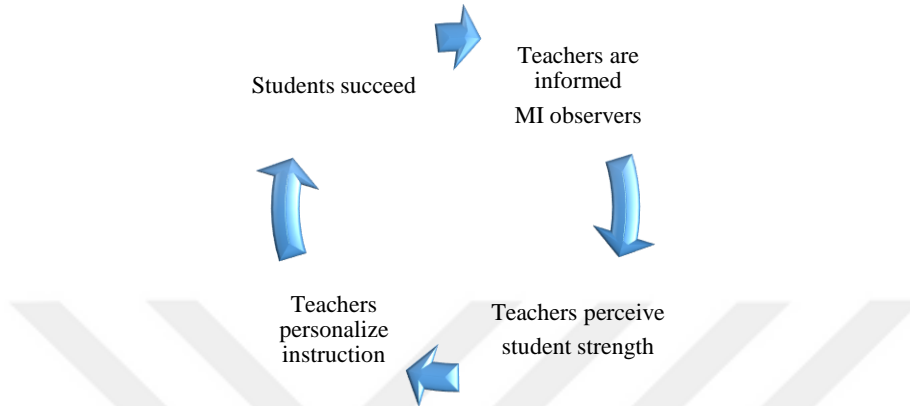 Students succeed
Teachers are
informed
MI observers
Teachers perceive
student strength
Teachers
personalize
instruction